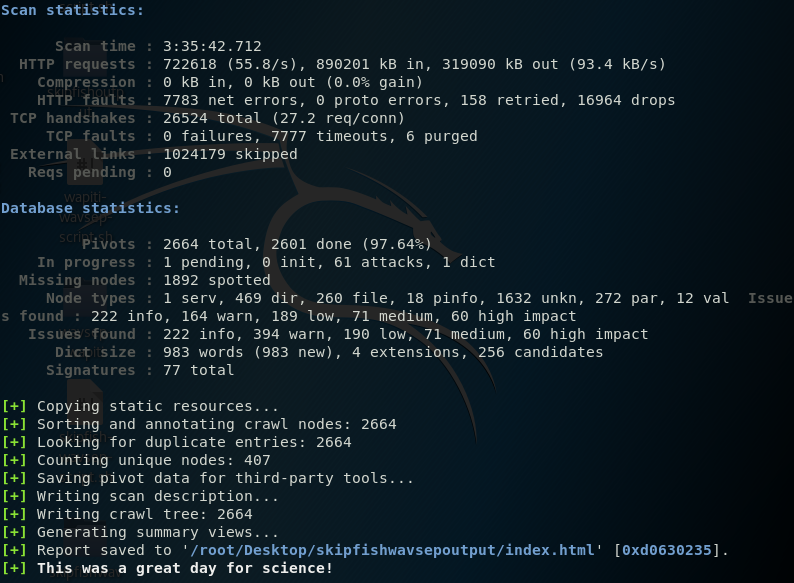 Scan statistics:
Scan time : 3:35:42.712
HTTP requests : 722618 (55.8/s), 890201 kB in, 319090 kB out (93.4 kB/s)
Compression : 0 kB in, 0 kB out (0.0% gain)
HTTP faults : 7783 net errors, 0 proto errors, 158 retried, 16964 drops
TCP handshakes : 26524 total (27.2 req/conn)
TCP faults : 0 failures, 7777 timeouts, 6 purged
External links : 1024179 skipped
Reqs pending : 0
Database statistics:
Pivots : 2664 total, 2601 done (97.64%)
In progress : 1 pending, 0 init, 61 attacks, 1 dict
Missing nodes : 1892 spotted
Node types : 1 serv, 469 dir, 260 file, 18 pinfo, 1632 unkn, 272 par, 12 val  Issue
s found : 222 info, 164 warn, 189 low, 71 medium, 60 high impact
Issues found : 222 info, 394 warn, 190 low, 71 medium, 60 high impact
Dict size : 983 words (983 new), 4 extensions, 256 candidates
Signatures : 77 total
[+] Copying static resources...
[+] Sorting and annotating crawl nodes: 2664
[+] Looking for duplicate entries: 2664
[+] Counting unique nodes: 407
[+] Saving pivot data for third-party tools...
[+] Writing scan description...
[+] Writing crawl tree: 2664
[+] Generating summary views...
[+] Report saved to '/root/Desktop/skipfishwavsepoutput/index.html' [0xd0630235].
[+] This was a great day for science!
wapiti-
wavsep-
script.sh